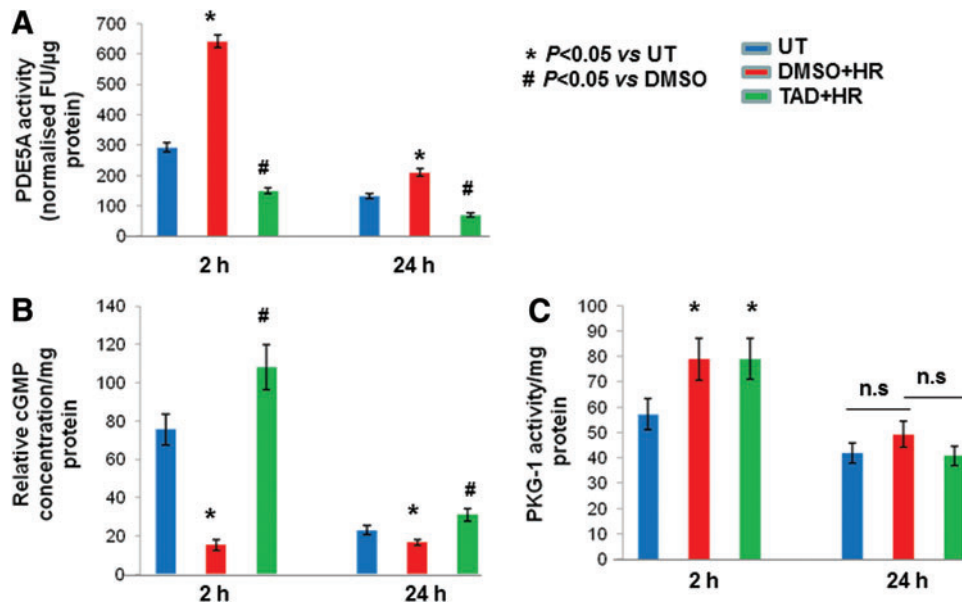 A
PDE5A activity
(normalised FU/µg
protein)
700
600
500
400
300
200
100
0
*
#
*
#
2 h
24 h
* P<0.05 vs UT
# P<0.05 vs DMSO
UT
DMSO+HR
TAD+HR
B
Relative cGMP
concentration/mg
protein
140
120
100
80
60
40
20
0
*
#
*
#
2 h
24 h
C
PKG-1 activity/mg
protein
100
90
80
70
60
50
40
30
20
10
0
*
*
n.s
n.s
2 h
24 h